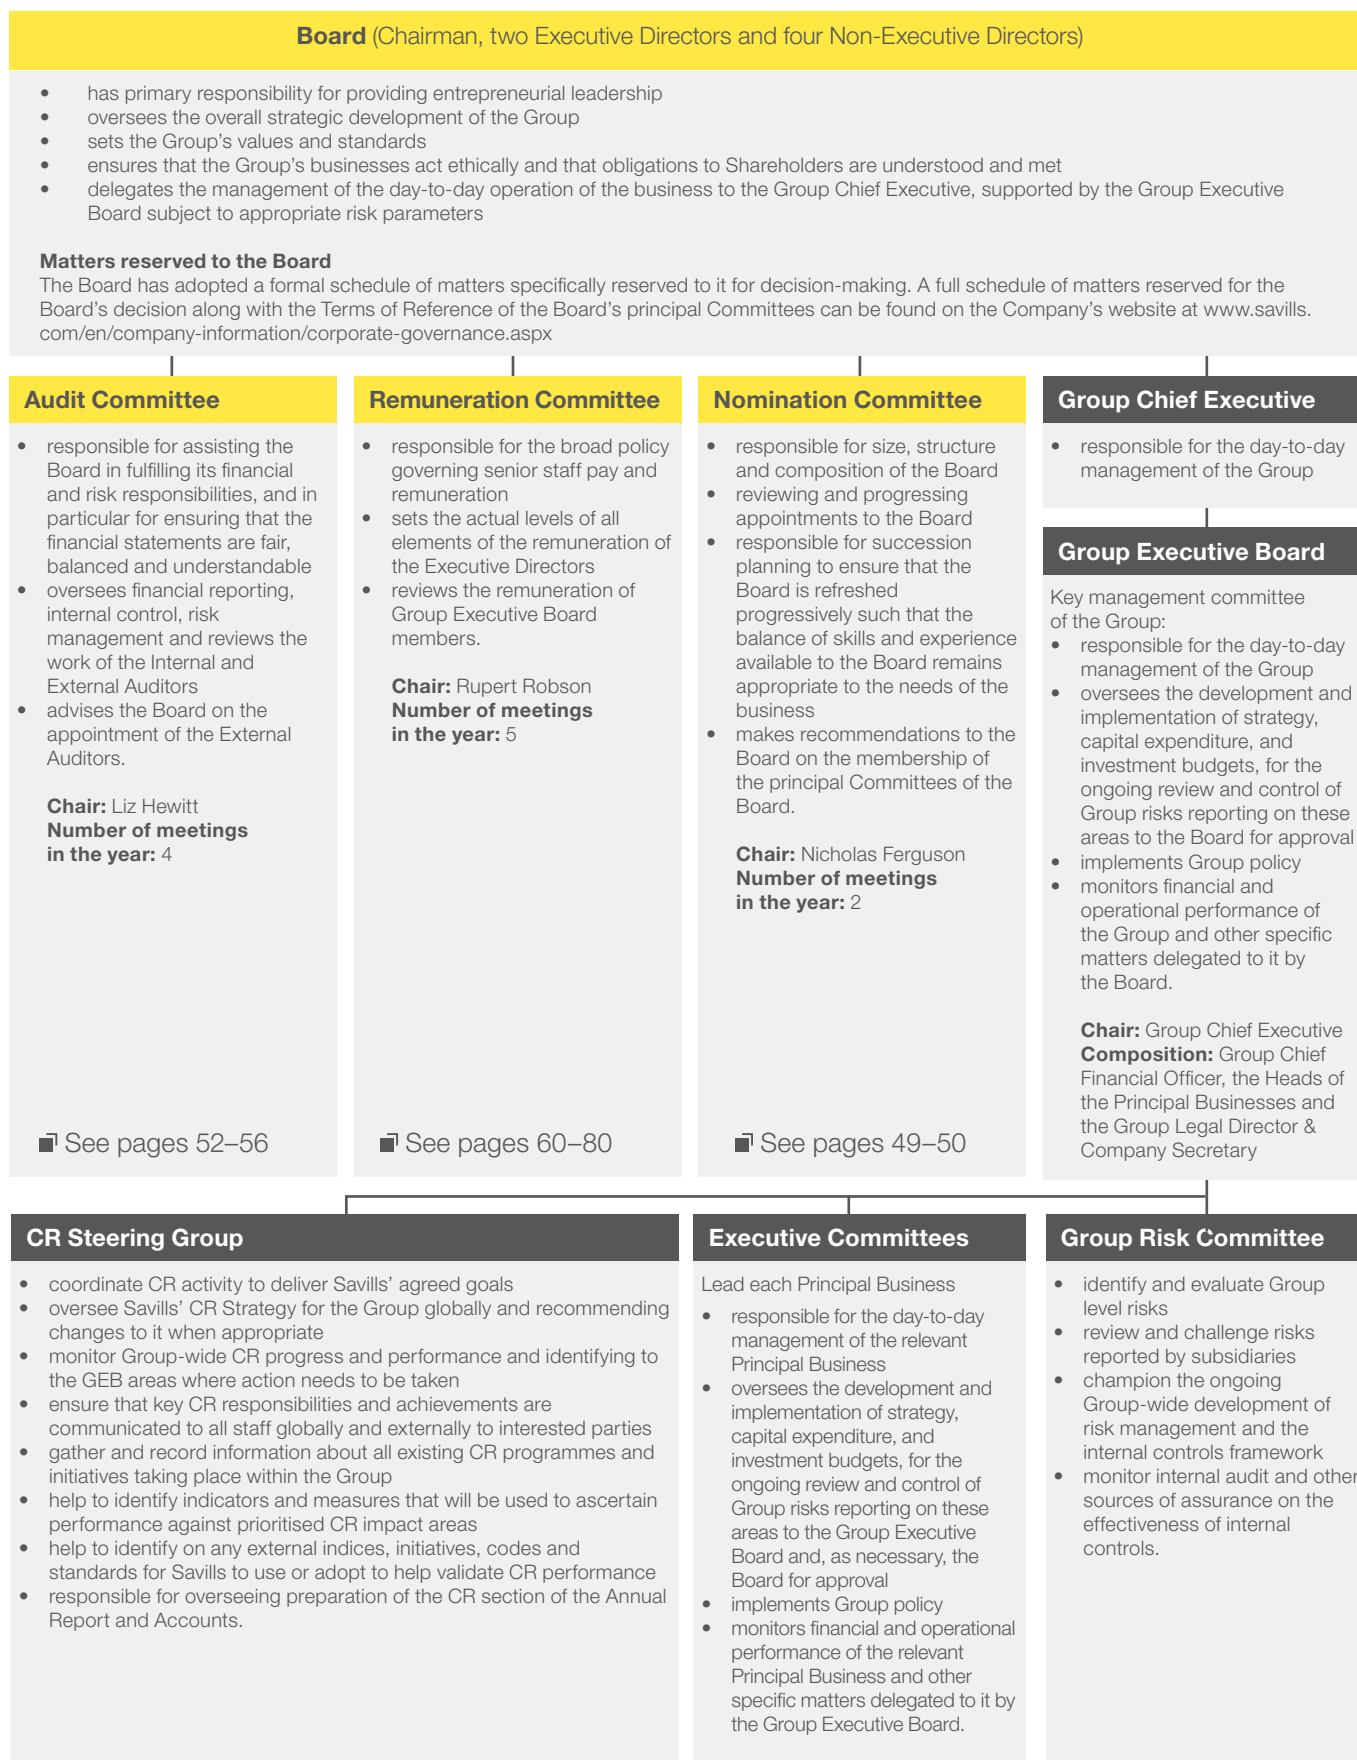 Board (Chairman, two Executive Directors and four Non-Executive Directors)
• has primary responsibility for providing entrepreneurial leadership
• oversees the overall strategic development of the Group
• sets the Group's values and standards
• ensures that the Group's businesses act ethically and that obligations to Shareholders are understood and met
• delegates the management of the day-to-day operation of the business to the Group Chief Executive, supported by the Group Executive
Board subject to appropriate risk parameters
Matters reserved to the Board
The Board has adopted a formal schedule of matters specifically reserved to it for decision-making. A full schedule of matters reserved for the
Board's decision along with the Terms of Reference of the Board's principal Committees can be found on the Company's website at www.savills.
com/en/company-information/corporate-governance.aspx
Audit Committee
• responsible for assisting the
Board in fulfilling its financial
and risk responsibilities, and in
particular for ensuring that the
financial statements are fair,
balanced and understandable
• oversees financial reporting,
internal control, risk
management and reviews the
work of the Internal and
External Auditors
• advises the Board on the
appointment of the External
Auditors.
Chair: Liz Hewitt
Number of meetings
in the year: 4
See pages 52–56
Remuneration Committee
• responsible for the broad policy
governing senior staff pay and
remuneration
• sets the actual levels of all
elements of the remuneration of
the Executive Directors
• reviews the remuneration of
Group Executive Board
members.
Chair: Rupert Robson
Number of meetings
in the year: 5
See pages 60–80
Nomination Committee
• responsible for size, structure
and composition of the Board
• reviewing and progressing
appointments to the Board
• responsible for succession
planning to ensure that the
Board is refreshed
progressively such that the
balance of skills and experience
available to the Board remains
appropriate to the needs of the
business
• makes recommendations to the
Board on the membership of
the principal Committees of the
Board.
Chair: Nicholas Ferguson
Number of meetings
in the year: 2
See pages 49–50
Group Chief Executive
• responsible for the day-to-day
management of the Group
Group Executive Board
Key management committee
of the Group:
• responsible for the day-to-day
management of the Group
• oversees the development and
implementation of strategy,
capital expenditure, and
investment budgets, for the
ongoing review and control of
Group risks reporting on these
areas to the Board for approval
• implements Group policy
• monitors financial and
operational performance of
the Group and other specific
matters delegated to it by
the Board.
Chair: Group Chief Executive
Composition: Group Chief
Financial Officer, the Heads of
the Principal Businesses and
the Group Legal Director &
Company Secretary
CR Steering Group
• coordinate CR activity to deliver Savills' agreed goals
• oversee Savills' CR Strategy for the Group globally and recommending
changes to it when appropriate
• monitor Group-wide CR progress and performance and identifying to
the GEB areas where action needs to be taken
• ensure that key CR responsibilities and achievements are
communicated to all staff globally and externally to interested parties
• gather and record information about all existing CR programmes and
initiatives taking place within the Group
• help to identify indicators and measures that will be used to ascertain
performance against prioritised CR impact areas
• help to identify on any external indices, initiatives, codes and
standards for Savills to use or adopt to help validate CR performance
• responsible for overseeing preparation of the CR section of the Annual
Report and Accounts.
Executive Committees
Lead each Principal Business
• responsible for the day-to-day
management of the relevant
Principal Business
• oversees the development and
implementation of strategy,
capital expenditure, and
investment budgets, for the
ongoing review and control of
Group risks reporting on these
areas to the Group Executive
Board and, as necessary, the
Board for approval
• implements Group policy
• monitors financial and operational
performance of the relevant
Principal Business and other
specific matters delegated to it by
the Group Executive Board.
Group Risk Committee
• identify and evaluate Group
level risks
• review and challenge risks
reported by subsidiaries
• champion the ongoing
Group-wide development of
risk management and the
internal controls framework
• monitor internal audit and other
sources of assurance on the
effectiveness of internal
controls.